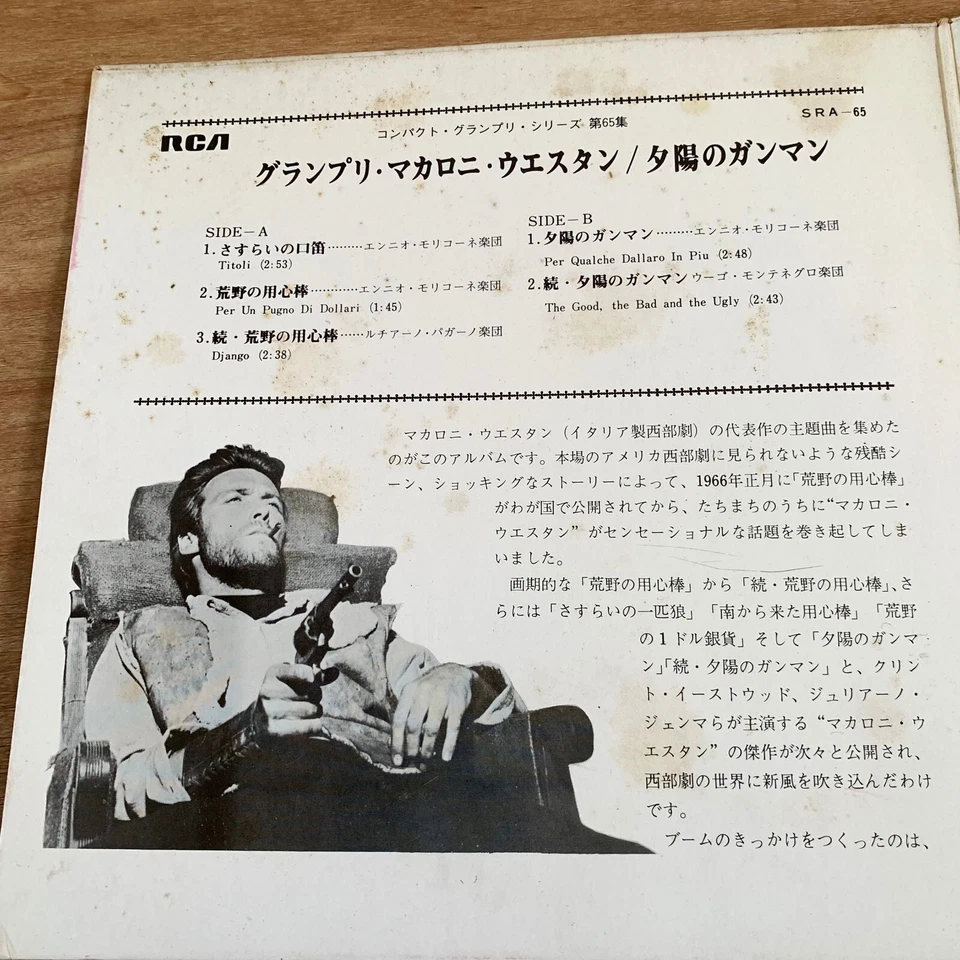 RCA
コンパクト・グランプリ・シリーズ 第65集
SRA－65
グランプリ・マカロニ・ウエスタン / 夕陽のガンマン
SIDE－A
1. さすらいの口笛………エンニオ・モリコーネ楽団
Titoli (2:53)
2. 荒野の用心棒…………エンニオ・モリコーネ楽団
Per Un Pugno Di Dollari (1:45)
3. 続・荒野の用心棒……ルチアーノ・パガーノ楽団
Django (2:38)
SIDE－B
1. 夕陽のガンマン………エンニオ・モリコーネ楽団
Per Qualche Dallaro In Piu (2:48)
2. 続・夕陽のガンマン ウーゴ・モンテネグロ楽団
The Good, the Bad and the Ugly (2:43)
マカロニ・ウエスタン（イタリア製西部劇）の代表作の主題曲を集めた
のがこのアルバムです。本場のアメリカ西部劇に見られないような残酷シ
ーン、ショッキングなストーリーによって、1966年正月に「荒野の用心棒」
がわが国で公開されてから、たちまちのうちに“マカロニ・
ウエスタン”がセンセーショナルな話題を巻き起してしま
いました。
画期的な「荒野の用心棒」から「続・荒野の用心棒」、さ
らには「さすらいの一匹狼」「南から来た用心棒」「荒野
の1ドル銀貨」そして「夕陽のガンマ
ン」「続・夕陽のガンマン」と、クリン
ト・イーストウッド、ジュリアーノ・
ジェンマらが主演する“マカロニ・ウ
エスタン”の傑作が次々と公開され、
西部劇の世界に新風を吹き込んだわけ
です。
ブームのきっかけをつくったのは、